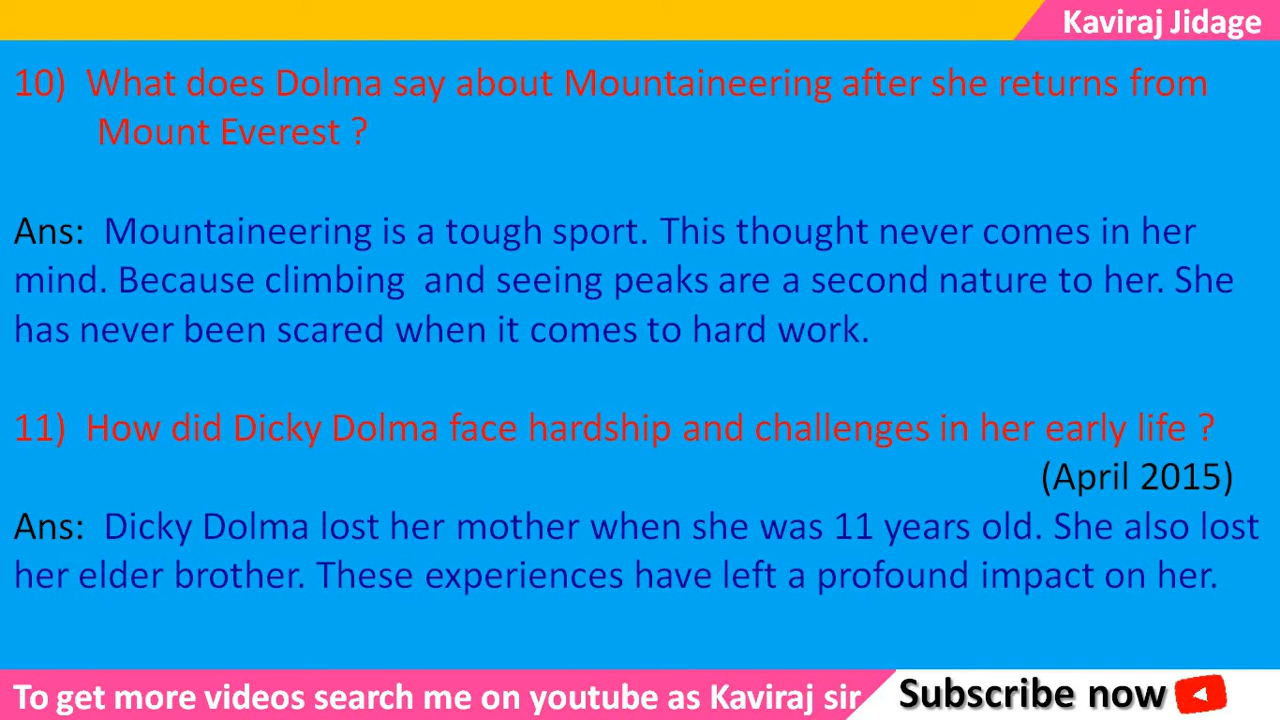 Kaviraj Jidage
10) What does Dolma say about Mountaineering after she returns from
Mount Everest ?
Ans: Mountaineering is a tough sport. This thought never comes in her
mind. Because climbing and seeing peaks are a second nature to her. She
has never been scared when it comes to hard work.
11) How did Dicky Dolma face hardship and challenges in her early life ?
(April 2015)
Ans: Dicky Dolma lost her mother when she was 11 years old. She also lost
her elder brother. These experiences have left a profound impact on her.
To get more videos search me on youtube as Kaviraj sir
Subscribe now